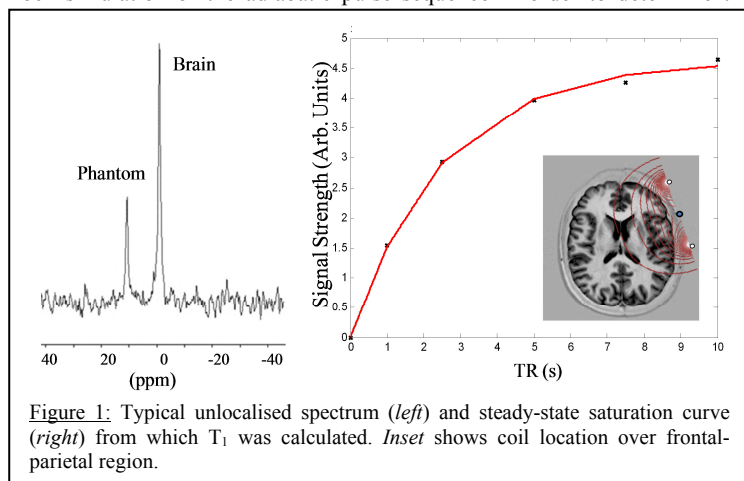 Brain
Phantom
40 20 0 -20 -40
(ppm)
Signal Strength (Arb. Units)
5
4.5
4
3.5
3
2.5
2
1.5
1
0.5
0
0 1 2 3 4 5 6 7 8 9 10
TR (s)
Figure 1: Typical unlocalised spectrum (left) and steady-state saturation curve
(right) from which T₁ was calculated. Inset shows coil location over frontal-
parietal region.